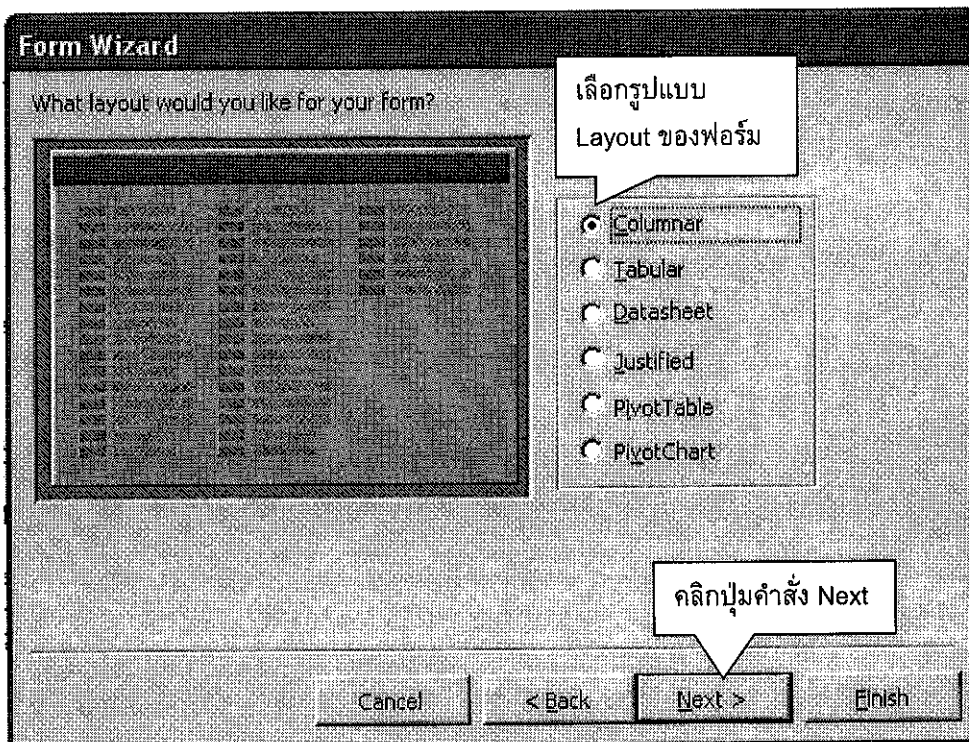 Form Wizard
What layout would you like for your form?
เลือกรูปแบบ
Layout ของฟอร์ม
Columnar
Tabular
Datasheet
Justified
PivotTable
PivotChart
คลิกปุ่มคำสั่ง Next
Cancel
< Back
Next >
Finish